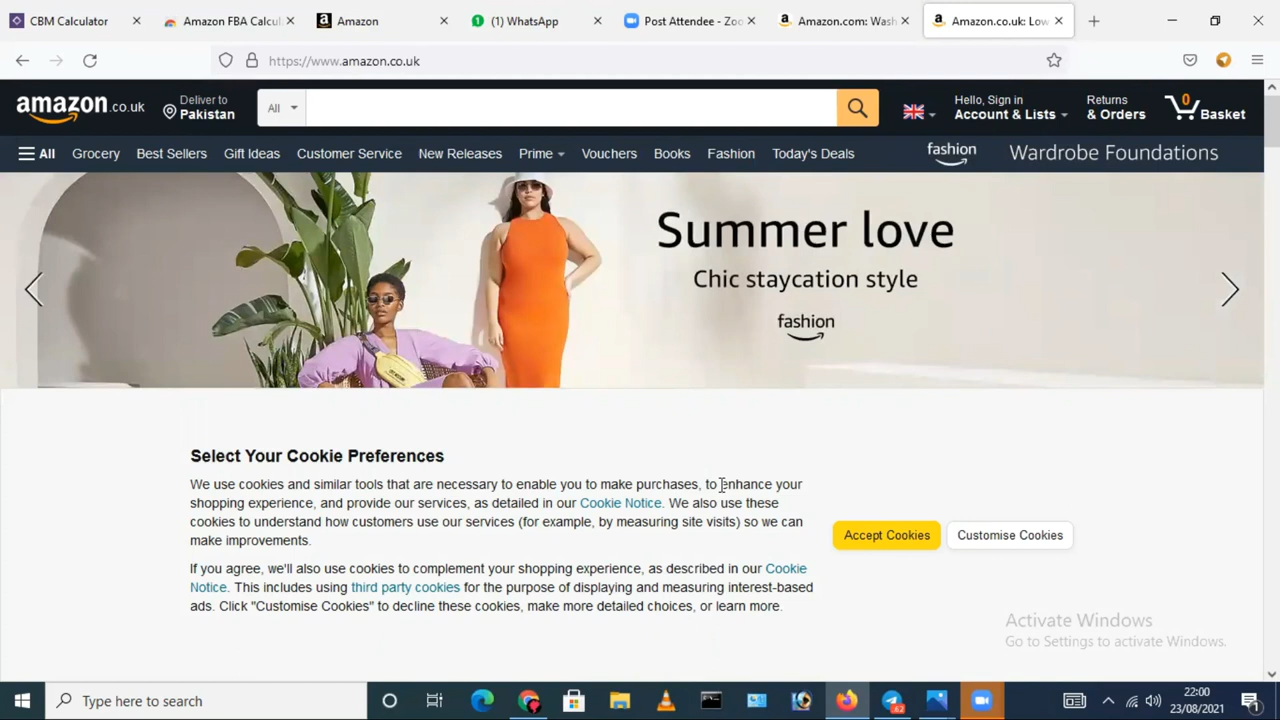 CBM Calculator
Amazon FBA Calcul
Amazon
(1) WhatsApp
Post Attendee - Zoo
Amazon.com: Wash
Amazon.co.uk: Low
https://www.amazon.co.uk
amazon.co.uk
Deliver to
Pakistan
All
Hello, Sign in
Account & Lists
Returns
& Orders
0
Basket
All
Grocery
Best Sellers
Gift Ideas
Customer Service
New Releases
Prime
Vouchers
Books
Fashion
Today's Deals
fashion
Wardrobe Foundations
Summer love
Chic staycation style
fashion
Select Your Cookie Preferences
We use cookies and similar tools that are necessary to enable you to make purchases, to enhance your
shopping experience, and provide our services, as detailed in our Cookie Notice. We also use these
cookies to understand how customers use our services (for example, by measuring site visits) so we can
make improvements.
If you agree, we'll also use cookies to complement your shopping experience, as described in our Cookie
Notice. This includes using third party cookies for the purpose of displaying and measuring interest-based
ads. Click "Customise Cookies" to decline these cookies, make more detailed choices, or learn more.
Accept Cookies
Customise Cookies
Activate Windows
Go to Settings to activate Windows.
Type here to search
62
22:00
23/08/2021
1